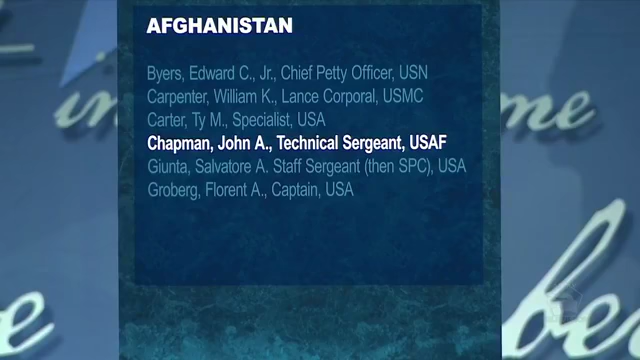 AFGHANISTAN
Byers, Edward C., Jr., Chief Petty Officer, USN
Carpenter, William K., Lance Corporal, USMC
Carter, Ty M., Specialist, USA
Chapman, John A., Technical Sergeant, USAF
Giunta, Salvatore A. Staff Sergeant (then SPC), USA
Groberg, Florent A., Captain, USA